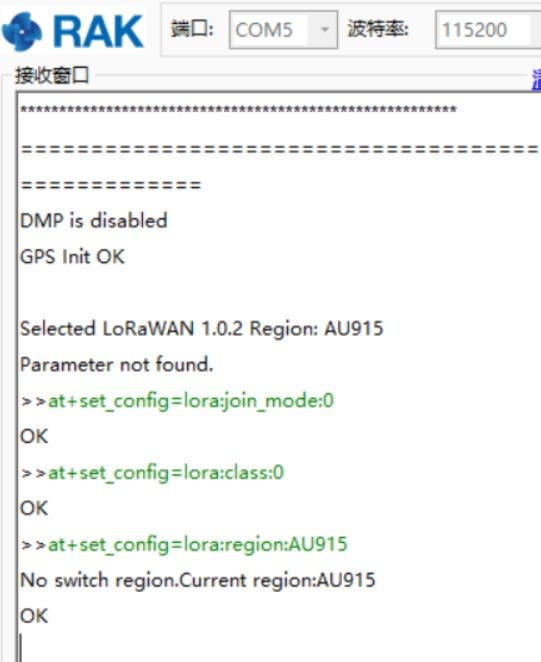 RAK 端口: COM5 波特率: 115200
接收窗口
*********************************************************
=====================================
=============
DMP is disabled
GPS Init OK
Selected LoRaWAN 1.0.2 Region: AU915
Parameter not found.
>>at+set_config=lora:join_mode:0
OK
>>at+set_config=lora:class:0
OK
>>at+set_config=lora:region:AU915
No switch region.Current region:AU915
OK